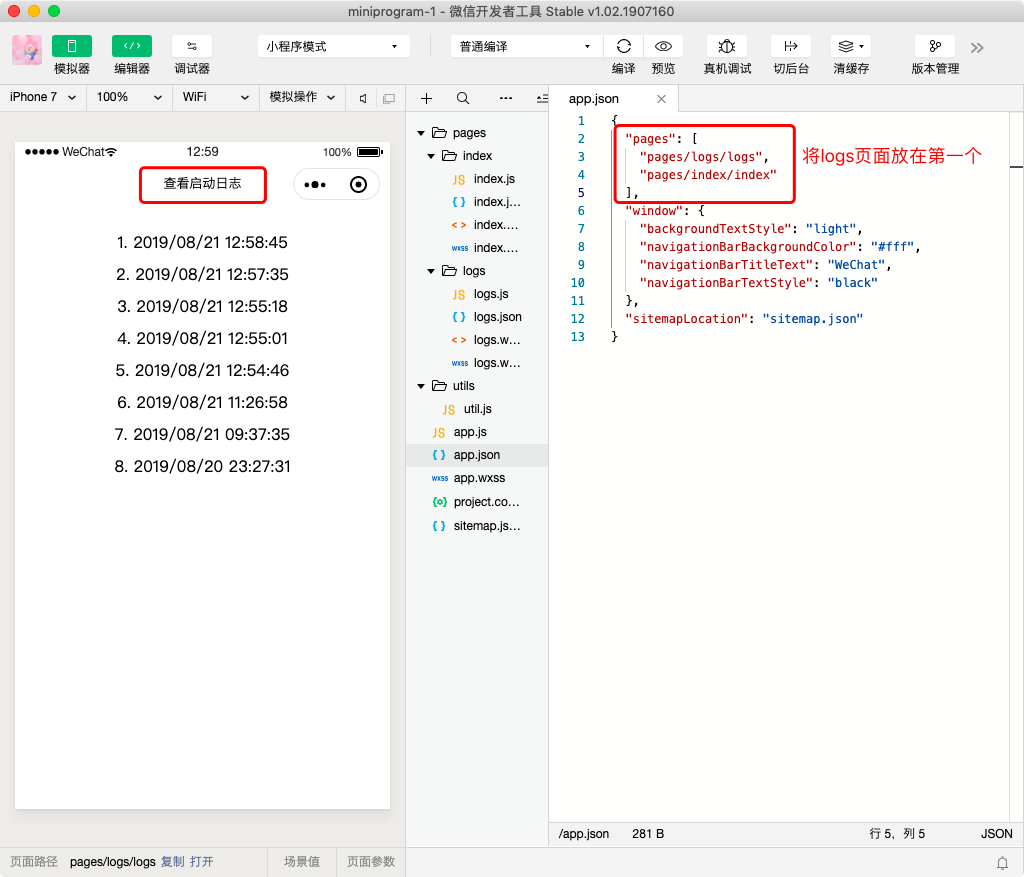 miniprogram-1 - 微信开发者工具 Stable v1.02.1907160
模拟器 编辑器 调试器 小程序模式 普通编译 编译 预览 真机调试 切后台 清缓存 版本管理
iPhone 7 100% WiFi 模拟操作
WeChat 12:59 100%
查看启动日志
1. 2019/08/21 12:58:45
2. 2019/08/21 12:57:35
3. 2019/08/21 12:55:18
4. 2019/08/21 12:55:01
5. 2019/08/21 12:54:46
6. 2019/08/21 11:26:58
7. 2019/08/21 09:37:35
8. 2019/08/20 23:27:31
页面路径 pages/logs/logs 复制 打开 场景值 页面参数
pages
index
JS index.js
{ } index.j...
< > index....
wxss index....
logs
JS logs.js
{ } logs.json
< > logs.w...
wxss logs.w...
utils
JS util.js
JS app.js
{ } app.json
wxss app.wxss
{o} project.co...
{ } sitemap.js...
app.json
1 {
2 "pages": [
3 "pages/logs/logs",
4 "pages/index/index"
5 ],
6 "window": {
7 "backgroundTextStyle": "light",
8 "navigationBarBackgroundColor": "#fff",
9 "navigationBarTitleText": "WeChat",
10 "navigationBarTextStyle": "black"
11 },
12 "sitemapLocation": "sitemap.json"
13 }
将logs页面放在第一个
/app.json 281 B 行 5，列 5 JSON